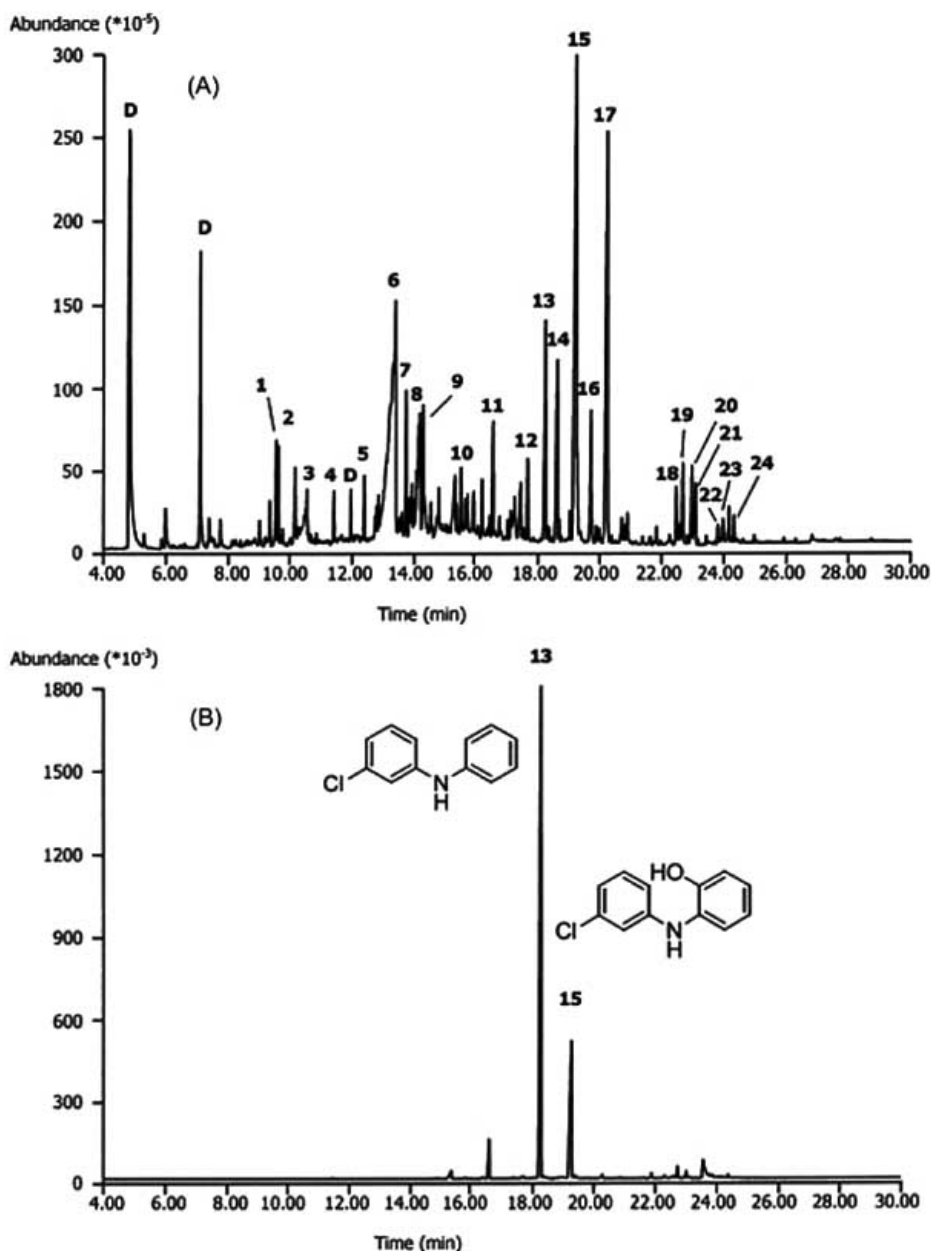 Abundance (*10⁻⁵)
300
250
200
150
100
50
0
(A)
D
D
1
2
3
4
D
5
6
7
8
9
10
11
12
13
14
15
16
17
18
19
20
21
22
23
24
4.00 6.00 8.00 10.00 12.00 14.00 16.00 18.00 20.00 22.00 24.00 26.00 28.00 30.00
Time (min)
Abundance (*10⁻³)
1800
1500
1200
900
600
300
0
(B)
13
Cl
N
H
HO
Cl
N
H
15
4.00 6.00 8.00 10.00 12.00 14.00 16.00 18.00 20.00 22.00 24.00 26.00 28.00 30.00
Time (min)